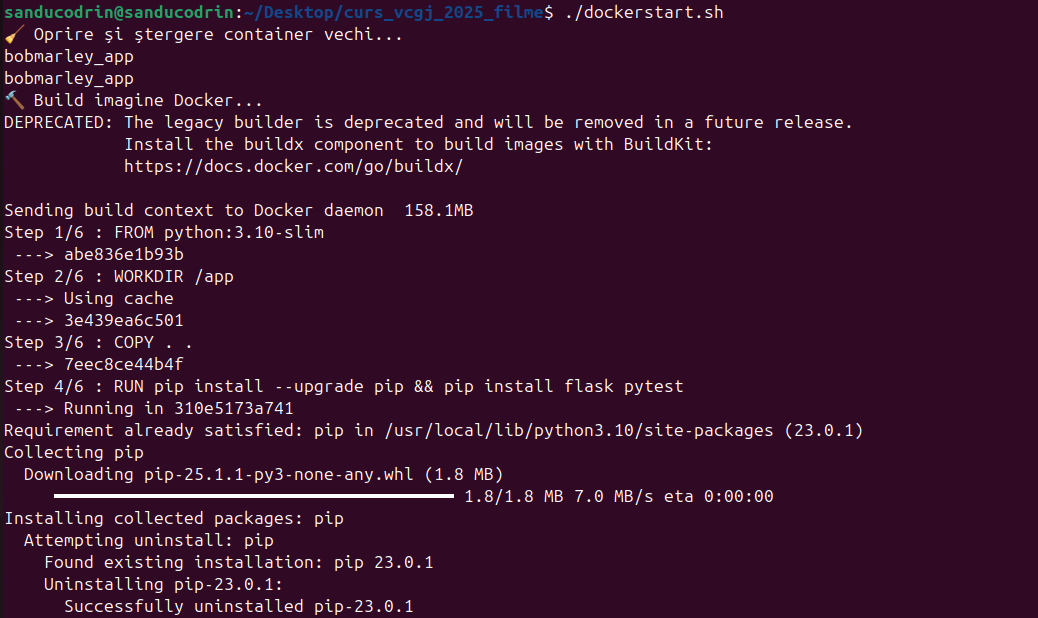 sanducodrin@sanducodrin:~/Desktop/curs_vcgj_2025_filme$ ./dockerstart.sh
🧹 Oprire și ștergere container vechi...
bobmarley_app
bobmarley_app
🔨 Build imagine Docker...
DEPRECATED: The legacy builder is deprecated and will be removed in a future release.
            Install the buildx component to build images with BuildKit:
            https://docs.docker.com/go/buildx/

Sending build context to Docker daemon  158.1MB
Step 1/6 : FROM python:3.10-slim
 ---> abe836e1b93b
Step 2/6 : WORKDIR /app
 ---> Using cache
 ---> 3e439ea6c501
Step 3/6 : COPY . .
 ---> 7eec8ce44b4f
Step 4/6 : RUN pip install --upgrade pip && pip install flask pytest
 ---> Running in 310e5173a741
Requirement already satisfied: pip in /usr/local/lib/python3.10/site-packages (23.0.1)
Collecting pip
  Downloading pip-25.1.1-py3-none-any.whl (1.8 MB)
     ━━━━━━━━━━━━━━━━━━━━━━━━━━━━━━━━━━━━━━━━ 1.8/1.8 MB 7.0 MB/s eta 0:00:00
Installing collected packages: pip
  Attempting uninstall: pip
    Found existing installation: pip 23.0.1
    Uninstalling pip-23.0.1:
      Successfully uninstalled pip-23.0.1